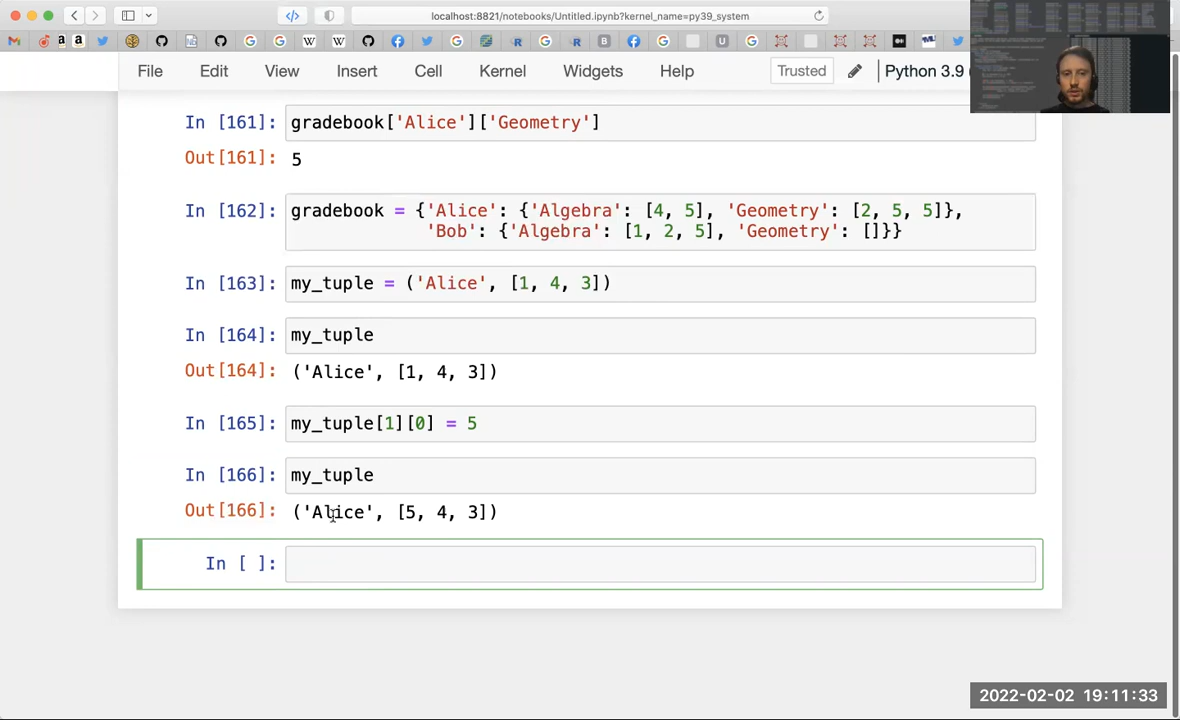 localhost:8821/notebooks/Untitled.ipynb?kernel_name=py39_system
File Edit View Insert Cell Kernel Widgets Help Trusted Python 3.9
In [161]: gradebook['Alice']['Geometry']
Out[161]: 5
In [162]: gradebook = {'Alice': {'Algebra': [4, 5], 'Geometry': [2, 5, 5]},
'Bob': {'Algebra': [1, 2, 5], 'Geometry': []}}
In [163]: my_tuple = ('Alice', [1, 4, 3])
In [164]: my_tuple
Out[164]: ('Alice', [1, 4, 3])
In [165]: my_tuple[1][0] = 5
In [166]: my_tuple
Out[166]: ('Alice', [5, 4, 3])
In [ ]:
2022-02-02 19:11:33